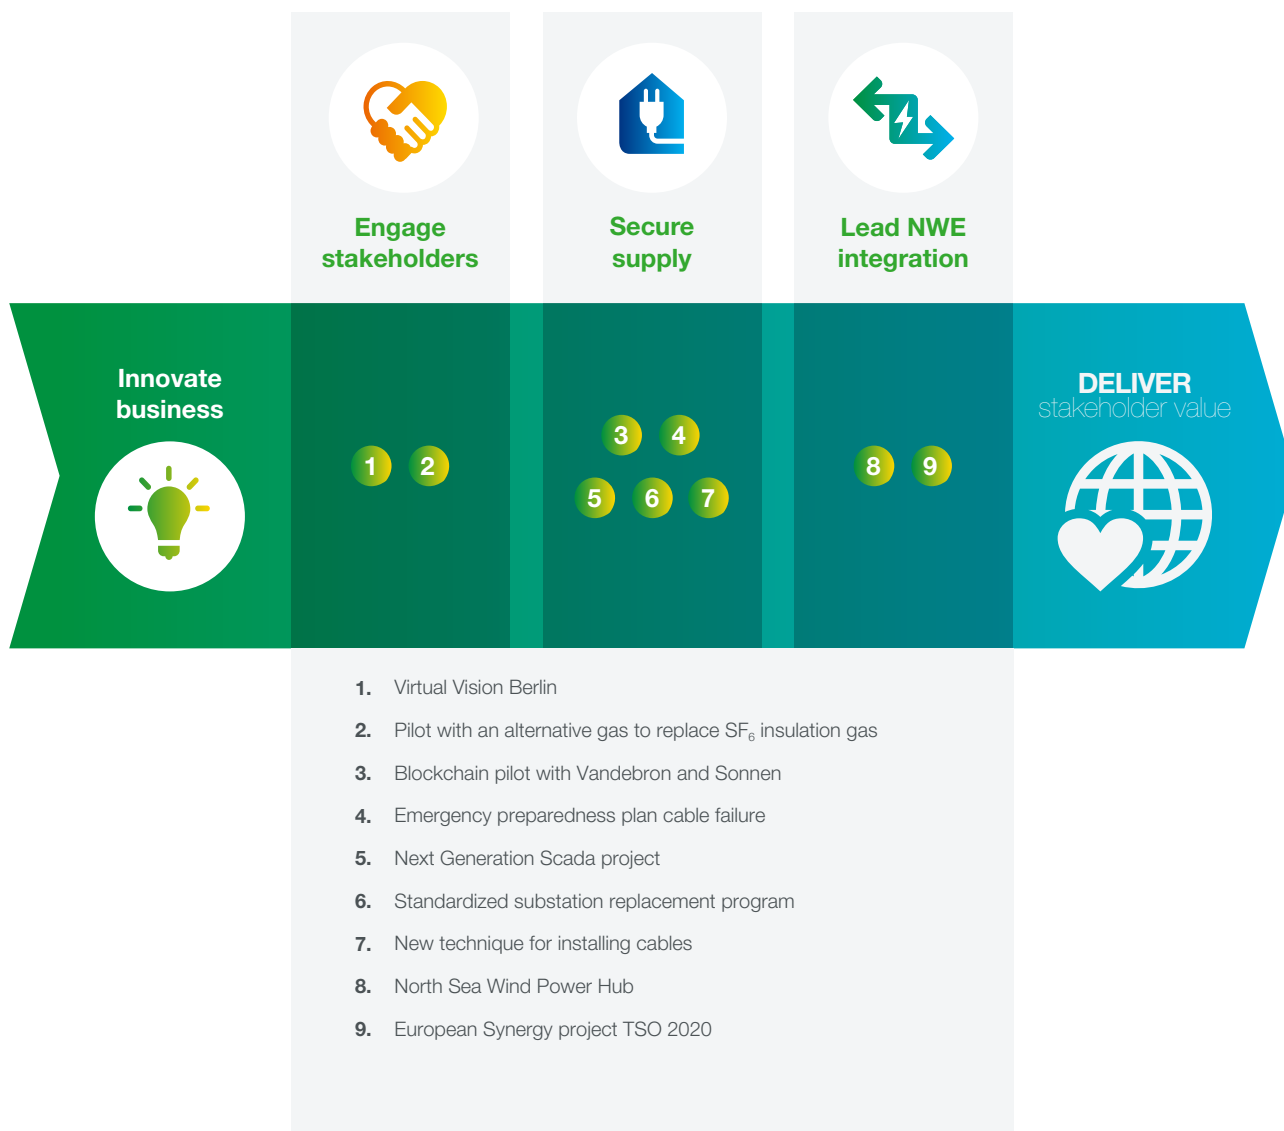 Engage
stakeholders
Secure
supply
Lead NWE
integration
Innovate
business
1 2
3 4
5 6 7
8 9
DELIVER
stakeholder value
1. Virtual Vision Berlin
2. Pilot with an alternative gas to replace SF₆ insulation gas
3. Blockchain pilot with Vandebron and Sonnen
4. Emergency preparedness plan cable failure
5. Next Generation Scada project
6. Standardized substation replacement program
7. New technique for installing cables
8. North Sea Wind Power Hub
9. European Synergy project TSO 2020